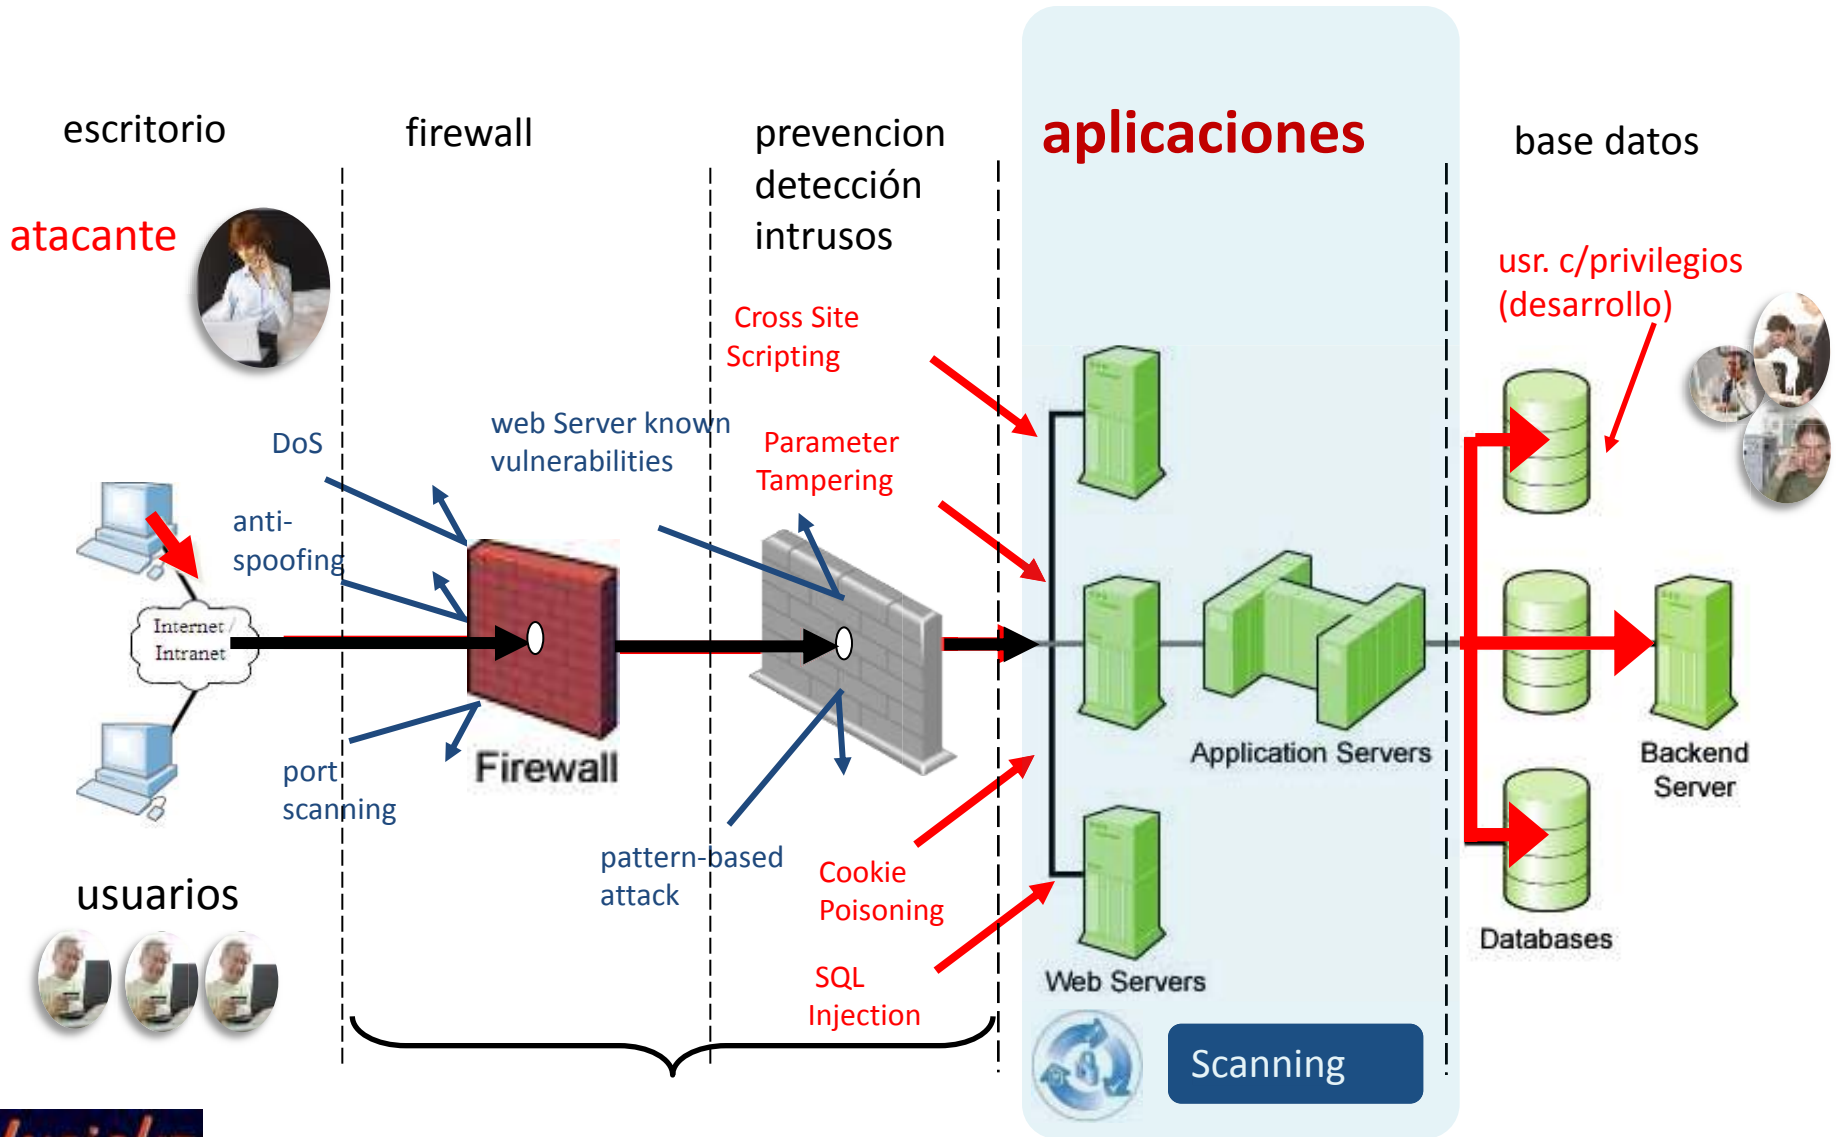 escritorio
firewall
prevencion
detección
intrusos
aplicaciones
base datos
atacante
usr. c/privilegios
(desarrollo)
Cross Site
Scripting
DoS
web Server known
vulnerabilities
Parameter
Tampering
anti-
spoofing
Internet /
Intranet
port
scanning
Firewall
Application Servers
Backend
Server
pattern-based
attack
Cookie
Poisoning
usuarios
Databases
SQL
Injection
Web Servers
Scanning